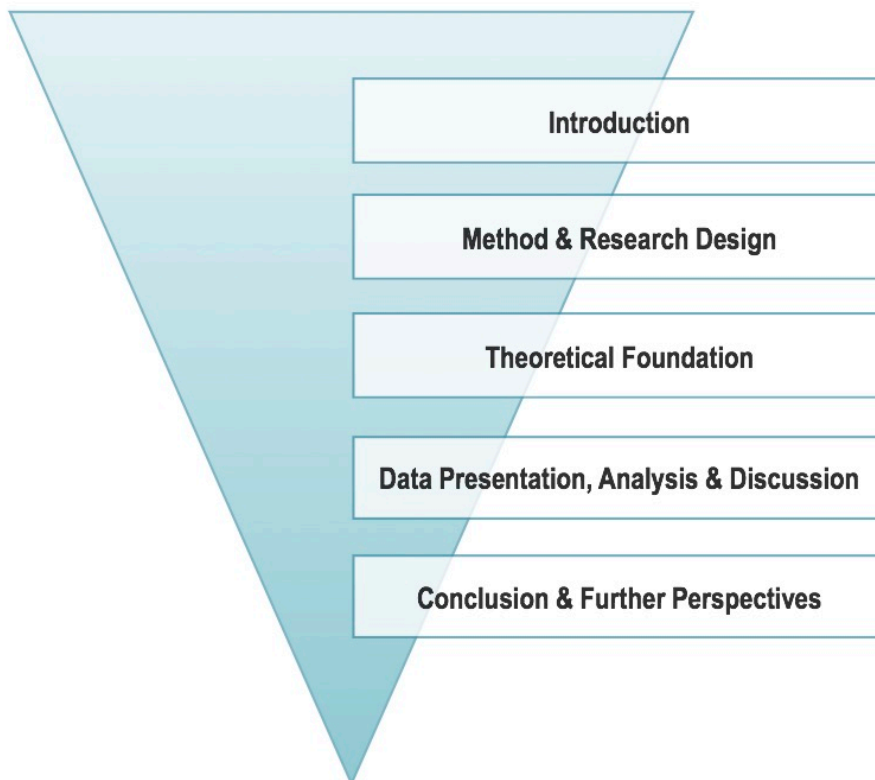 Introduction
Method & Research Design
Theoretical Foundation
Data Presentation, Analysis & Discussion
Conclusion & Further Perspectives